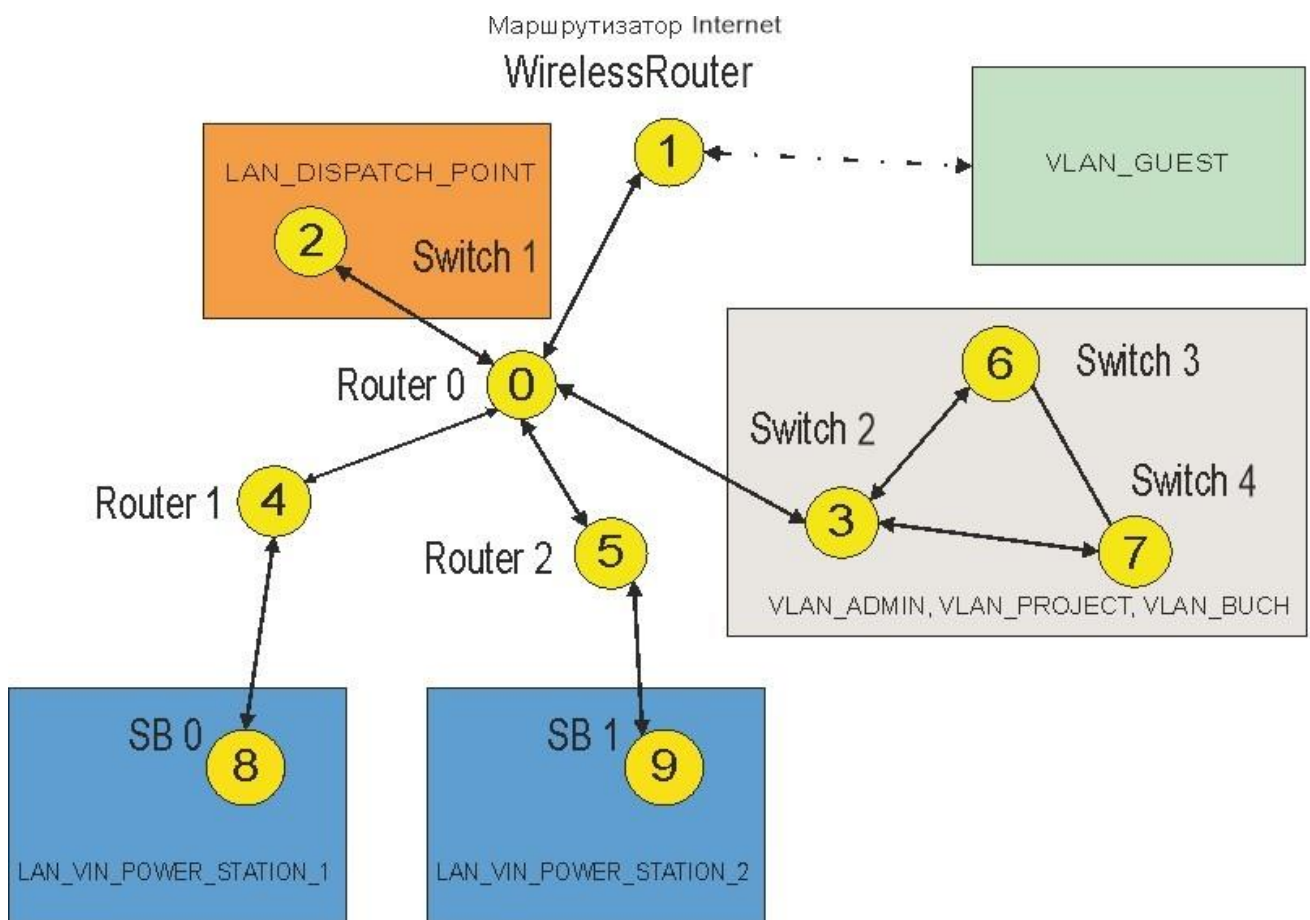 Маршрутизатор Internet
WirelessRouter
1
VLAN_GUEST
LAN_DISPATCH_POINT
2
Switch 1
Router 0
0
6
Switch 3
Switch 2
3
Switch 4
7
VLAN_ADMIN, VLAN_PROJECT, VLAN_BUCH
Router 1
4
Router 2
5
SB 0
8
LAN_VIN_POWER_STATION_1
SB 1
9
LAN_VIN_POWER_STATION_2